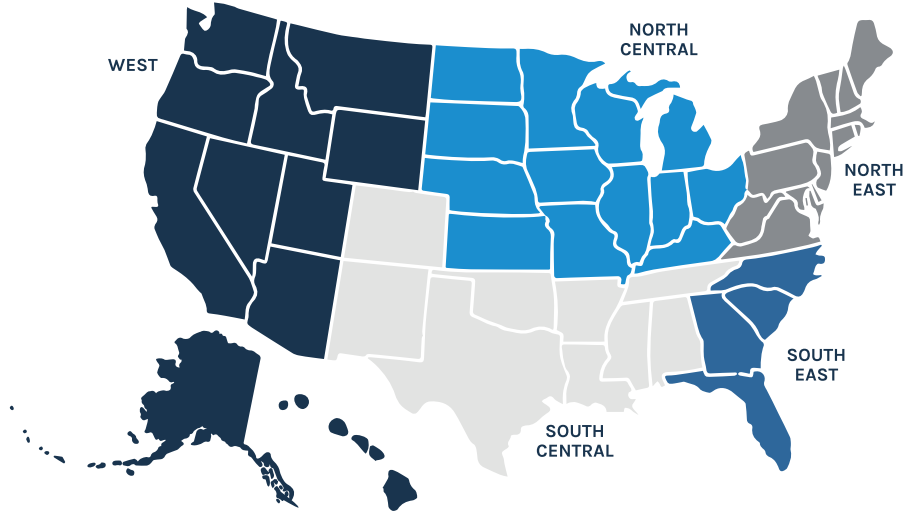 NORTH
CENTRAL
WEST
NORTH
EAST
SOUTH
EAST
SOUTH
CENTRAL